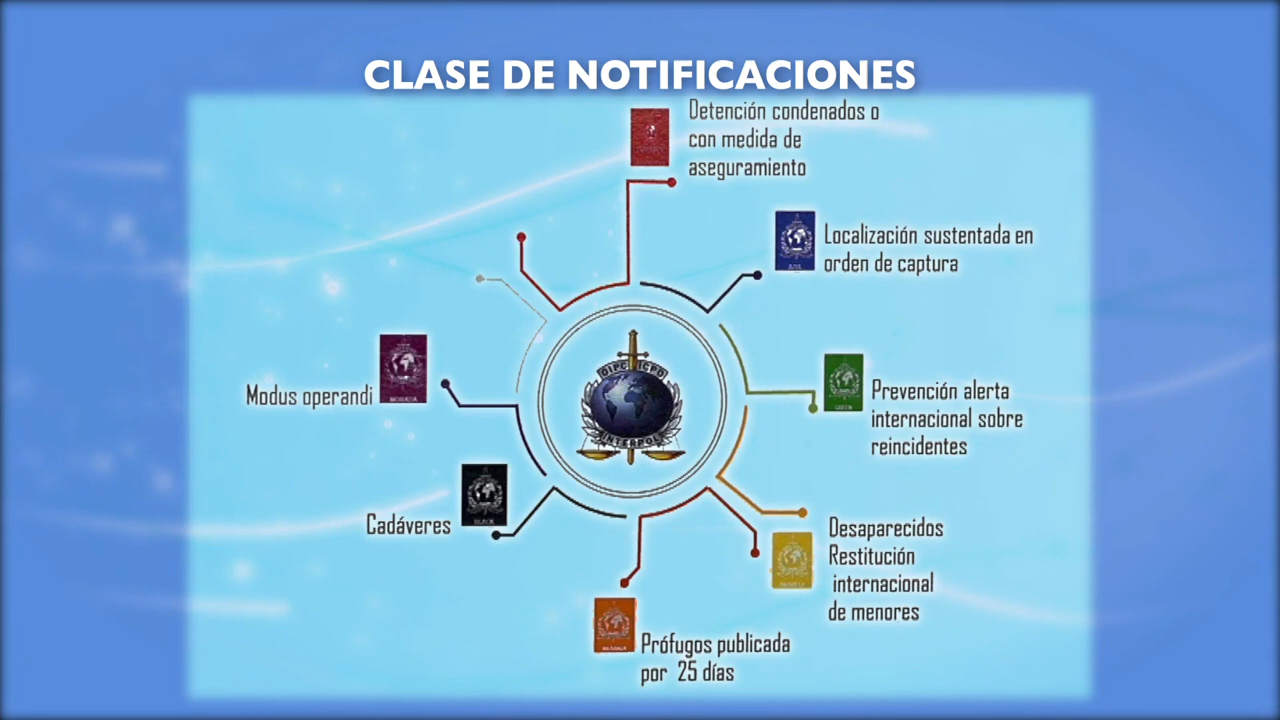 CLASE DE NOTIFICACIONES
Detención condenados o
con medida de
aseguramiento
Localización sustentada en
orden de captura
AZUL
Prevención alerta
internacional sobre
reincidentes
GREEN
Desaparecidos
Restitución
internacional
de menores
Prófugos publicada
por 25 días
Cadáveres
BLACK
Modus operandi
MORADA
OIPC ICPO
INTERPOL